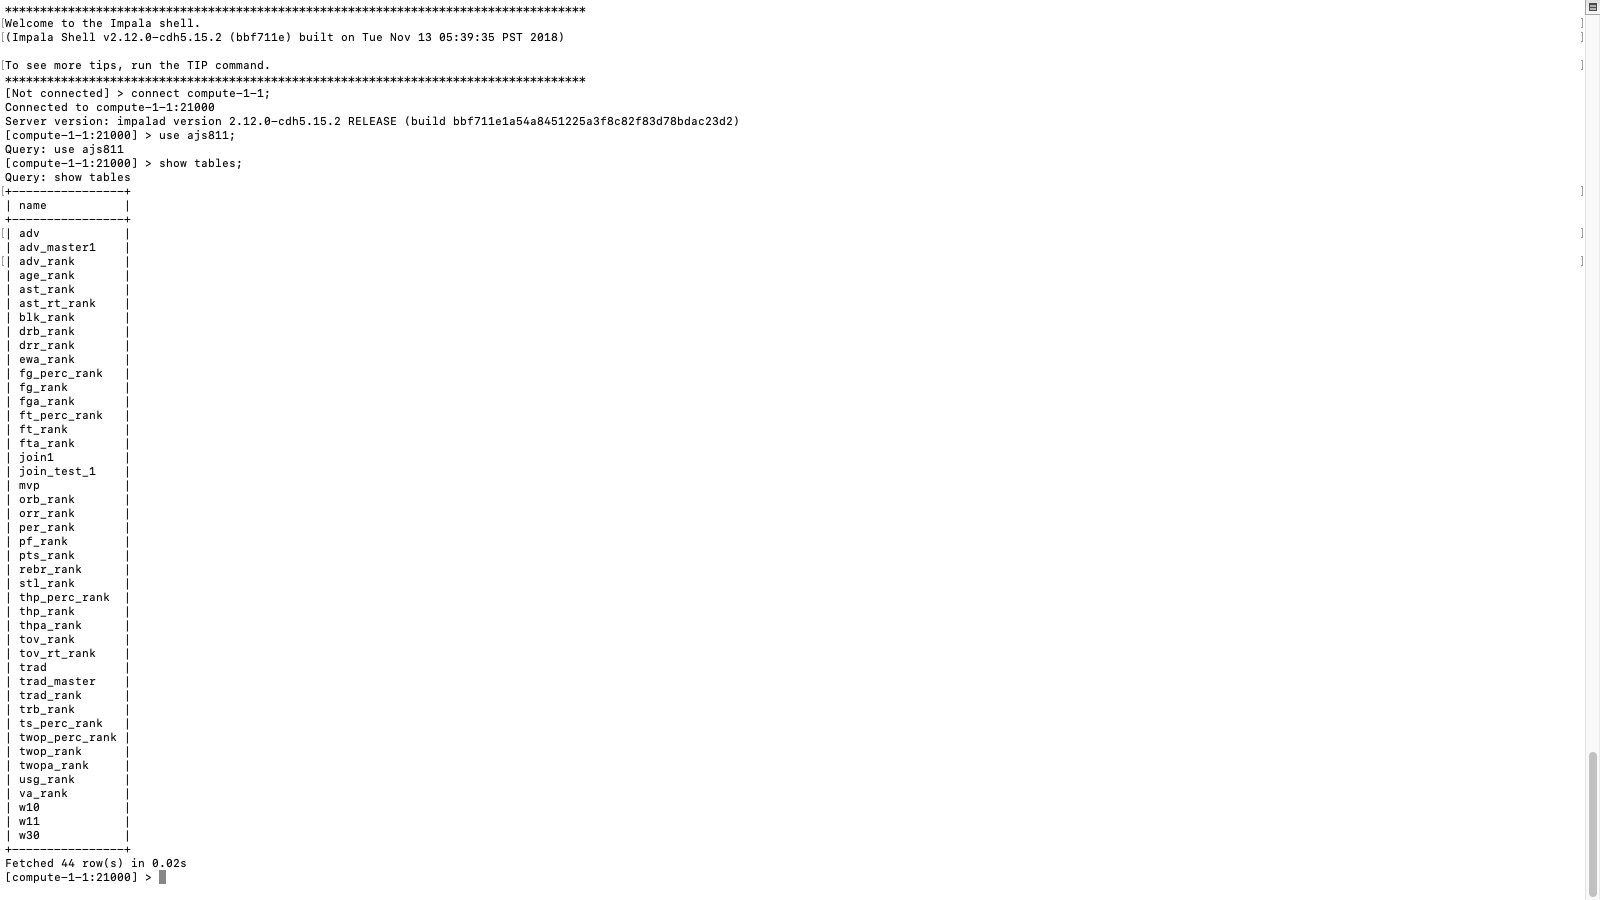 ***********************************************************************************
Welcome to the Impala shell.
(Impala Shell v2.12.0-cdh5.15.2 (bbf711e) built on Tue Nov 13 05:39:35 PST 2018)
To see more tips, run the TIP command.
***********************************************************************************
[Not connected] > connect compute-1-1;
Connected to compute-1-1:21000
Server version: impalad version 2.12.0-cdh5.15.2 RELEASE (build bbf711e1a54a8451225a3f8c82f83d78bdac23d2)
[compute-1-1:21000] > use ajs811;
Query: use ajs811
[compute-1-1:21000] > show tables;
Query: show tables
+----------------+
| name           |
+----------------+
| adv            |
| adv_master1    |
| adv_rank       |
| age_rank       |
| ast_rank       |
| ast_rt_rank    |
| blk_rank       |
| drb_rank       |
| drr_rank       |
| ewa_rank       |
| fg_perc_rank   |
| fg_rank        |
| fga_rank       |
| ft_perc_rank   |
| ft_rank        |
| fta_rank       |
| join1          |
| join_test_1    |
| mvp            |
| orb_rank       |
| orr_rank       |
| per_rank       |
| pf_rank        |
| pts_rank       |
| rebr_rank      |
| stl_rank       |
| thp_perc_rank  |
| thp_rank       |
| thpa_rank      |
| tov_rank       |
| tov_rt_rank    |
| trad           |
| trad_master    |
| trad_rank      |
| trb_rank       |
| ts_perc_rank   |
| twop_perc_rank |
| twop_rank      |
| twopa_rank     |
| usg_rank       |
| va_rank        |
| w10            |
| w11            |
| w30            |
+----------------+
Fetched 44 row(s) in 0.02s
[compute-1-1:21000] >